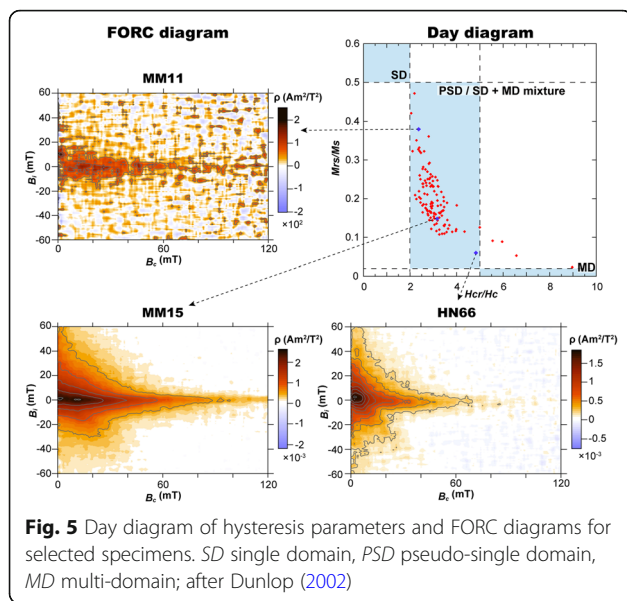 FORC diagram
Day diagram
MM11
ρ (Am²/T²)
2
0
-2
×10²
Bi (mT)
60
40
20
0
-20
-40
-60
0
40
80
120
Bc (mT)
Mrs/Ms
0.6
0.5
0.4
0.3
0.2
0.1
0
SD
PSD / SD + MD mixture
MD
0
2
4
6
8
10
Hcr/Hc
MM15
ρ (Am²/T²)
2
1
0
-1
-2
×10⁻³
Bi (mT)
60
40
20
0
-20
-40
-60
0
40
80
120
Bc (mT)
HN66
ρ (Am²/T²)
1.5
1
0.5
0
-0.5
×10⁻³
Bi (mT)
60
40
20
0
-20
-40
-60
0
60
120
Bc (mT)
Fig. 5 Day diagram of hysteresis parameters and FORC diagrams for
selected specimens. SD single domain, PSD pseudo-single domain,
MD multi-domain; after Dunlop (2002)